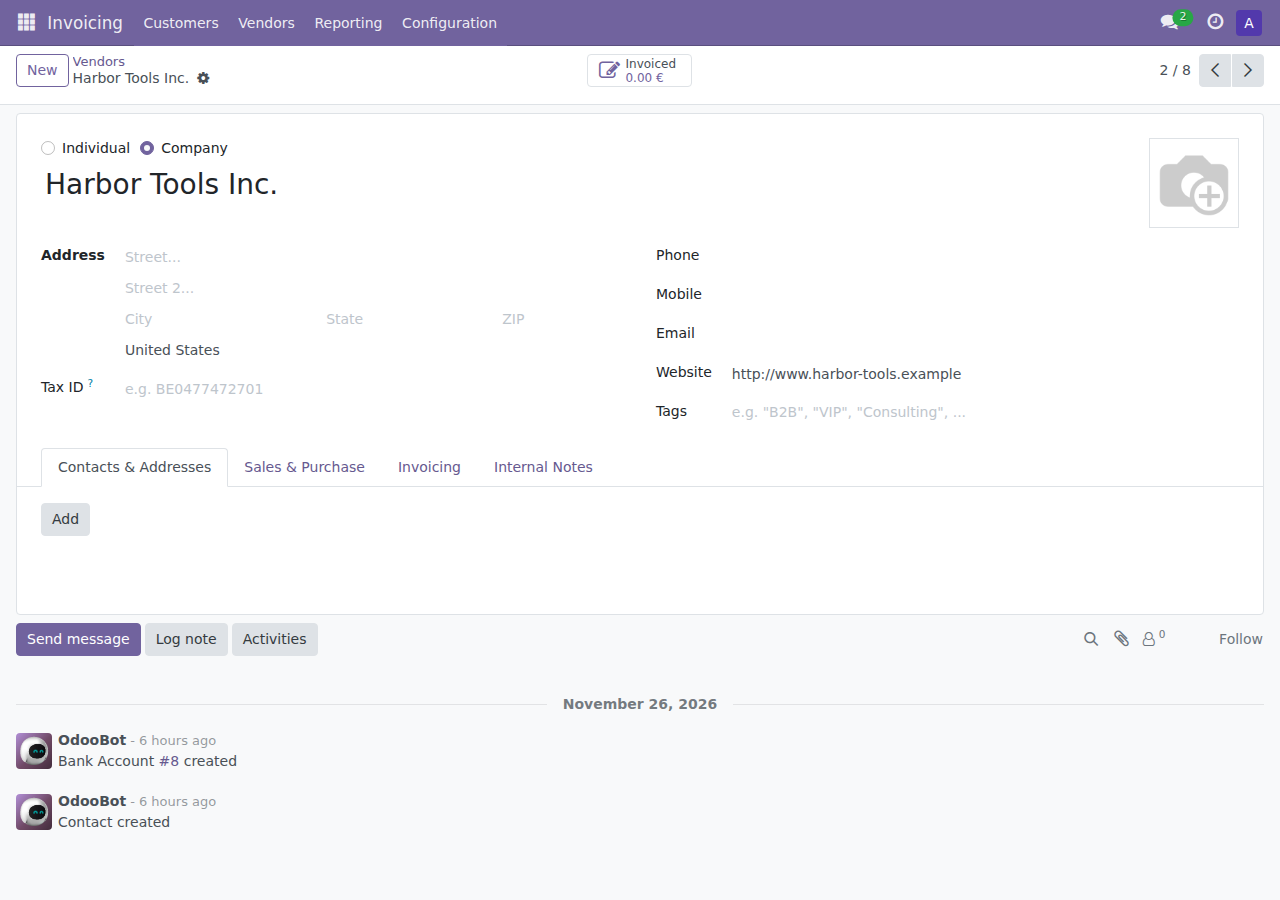 Invoicing Customers Vendors Reporting Configuration 2 A
New
Vendors
Harbor Tools Inc.
Invoiced
0.00 €
2 / 8
Individual Company
Harbor Tools Inc.
Address Street...
Street 2...
City State ZIP
United States
Tax ID ? e.g. BE0477472701
Phone
Mobile
Email
Website http://www.harbor-tools.example
Tags e.g. "B2B", "VIP", "Consulting", ...
Contacts & Addresses Sales & Purchase Invoicing Internal Notes
Add
Send message Log note Activities 0 Follow
November 26, 2026
OdooBot - 6 hours ago
Bank Account #8 created
OdooBot - 6 hours ago
Contact created